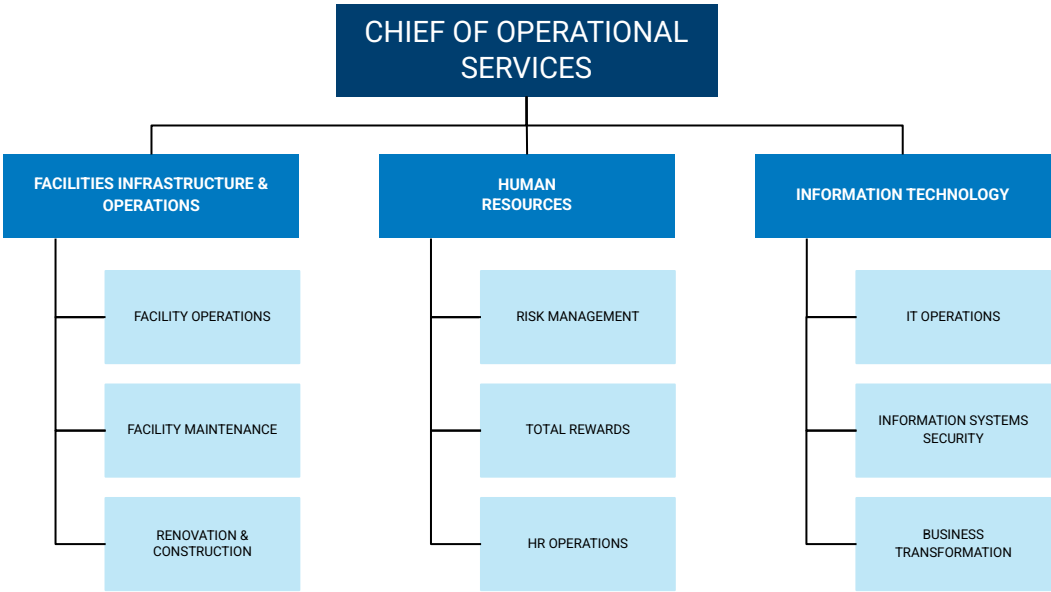 CHIEF OF OPERATIONAL
SERVICES
FACILITIES INFRASTRUCTURE &
OPERATIONS
HUMAN
RESOURCES
INFORMATION TECHNOLOGY
FACILITY OPERATIONS
RISK MANAGEMENT
IT OPERATIONS
FACILITY MAINTENANCE
TOTAL REWARDS
INFORMATION SYSTEMS
SECURITY
RENOVATION &
CONSTRUCTION
HR OPERATIONS
BUSINESS
TRANSFORMATION